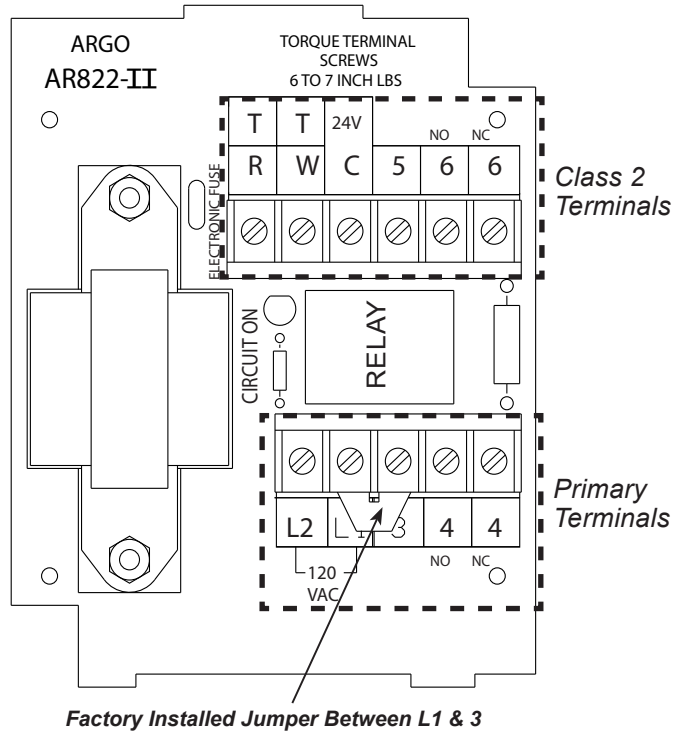 ARGO
AR822-II
TORQUE TERMINAL
SCREWS
6 TO 7 INCH LBS
T T 24V
NO NC
R W C 5 6 6
Class 2
Terminals
ELECTRONIC FUSE
CIRCUIT ON
RELAY
Primary
Terminals
L2 L1 3 4 4
NO NC
120
VAC
Factory Installed Jumper Between L1 & 3